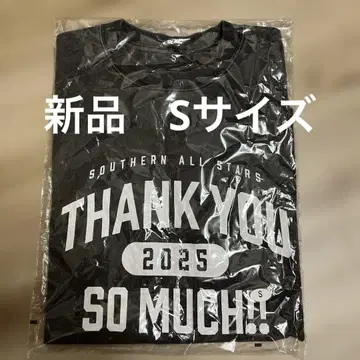 S
新品 Sサイズ
SOUTHERN ALL STARS
THANK YOU
2025
S
SO MUCH!!